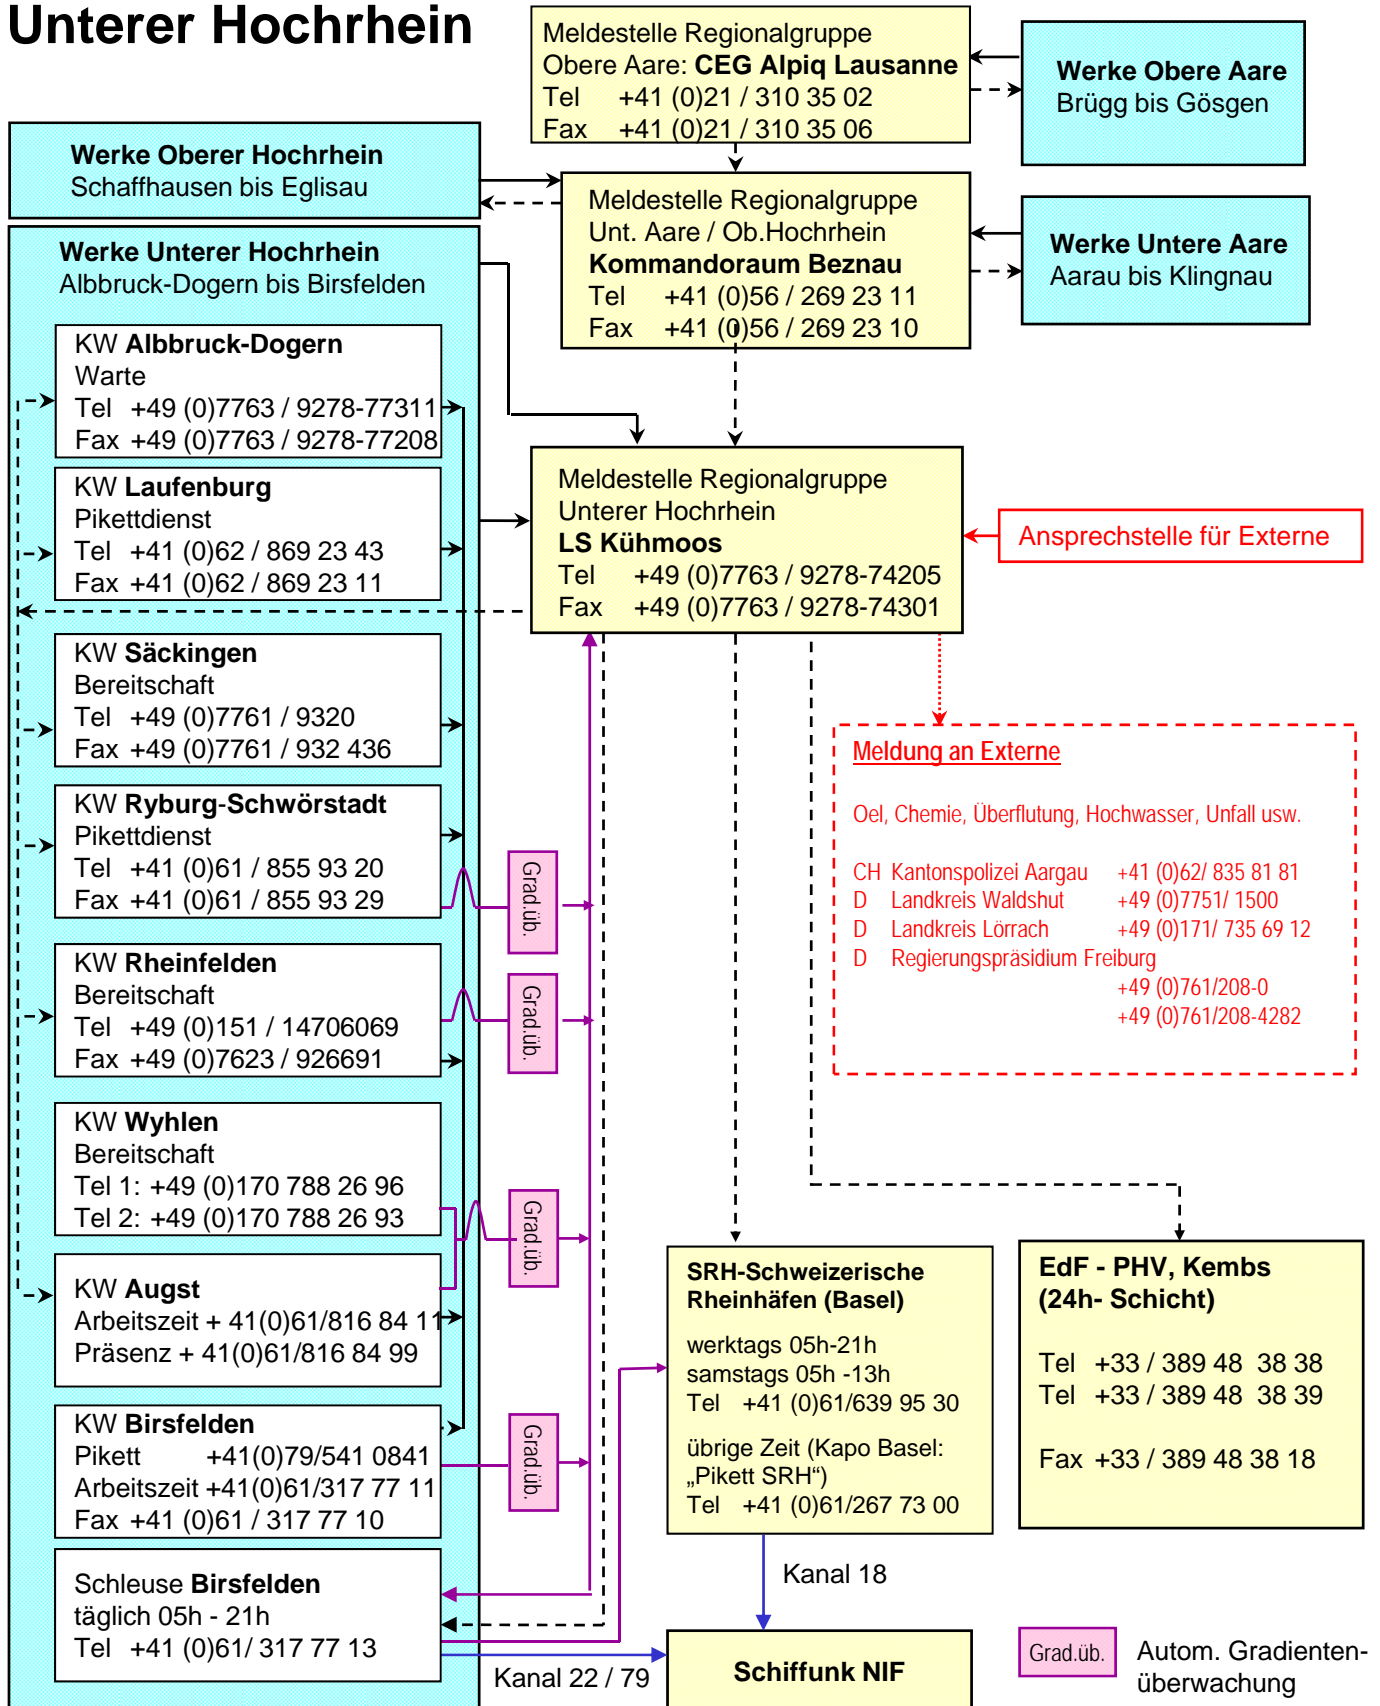 Unterer Hochrhein
Meldestelle Regionalgruppe
Obere Aare: CEG Alpiq Lausanne
Tel +41 (0)21 / 310 35 02
Fax +41 (0)21 / 310 35 06
Werke Obere Aare
Brügg bis Gösgen
Werke Oberer Hochrhein
Schaffhausen bis Eglisau
Meldestelle Regionalgruppe
Unt. Aare / Ob.Hochrhein
Kommandoraum Beznau
Tel +41 (0)56 / 269 23 11
Fax +41 (0)56 / 269 23 10
Werke Untere Aare
Aarau bis Klingnau
Werke Unterer Hochrhein
Albbruck-Dogern bis Birsfelden
KW Albbruck-Dogern
Warte
Tel +49 (0)7763 / 9278-77311
Fax +49 (0)7763 / 9278-77208
KW Laufenburg
Pikettdienst
Tel +41 (0)62 / 869 23 43
Fax +41 (0)62 / 869 23 11
Meldestelle Regionalgruppe
Unterer Hochrhein
LS Kühmoos
Tel +49 (0)7763 / 9278-74205
Fax +49 (0)7763 / 9278-74301
Ansprechstelle für Externe
KW Säckingen
Bereitschaft
Tel +49 (0)7761 / 9320
Fax +49 (0)7761 / 932 436
KW Ryburg-Schwörstadt
Pikettdienst
Tel +41 (0)61 / 855 93 20
Fax +41 (0)61 / 855 93 29
Grad.üb.
Meldung an Externe
Oel, Chemie, Überflutung, Hochwasser, Unfall usw.
CH Kantonspolizei Aargau +41 (0)62/ 835 81 81
D Landkreis Waldshut +49 (0)7751/ 1500
D Landkreis Lörrach +49 (0)171/ 735 69 12
D Regierungspräsidium Freiburg
+49 (0)761/208-0
+49 (0)761/208-4282
KW Rheinfelden
Bereitschaft
Tel +49 (0)151 / 14706069
Fax +49 (0)7623 / 926691
Grad.üb.
KW Wyhlen
Bereitschaft
Tel 1: +49 (0)170 788 26 96
Tel 2: +49 (0)170 788 26 93
Grad.üb.
KW Augst
Arbeitszeit + 41(0)61/816 84 11
Präsenz + 41(0)61/816 84 99
SRH-Schweizerische
Rheinhäfen (Basel)
werktags 05h-21h
samstags 05h -13h
Tel +41 (0)61/639 95 30
übrige Zeit (Kapo Basel:
„Pikett SRH“)
Tel +41 (0)61/267 73 00
EdF - PHV, Kembs
(24h- Schicht)
Tel +33 / 389 48 38 38
Tel +33 / 389 48 38 39
Fax +33 / 389 48 38 18
KW Birsfelden
Pikett +41(0)79/541 0841
Arbeitszeit +41(0)61/317 77 11
Fax +41 (0)61 / 317 77 10
Grad.üb.
Schleuse Birsfelden
täglich 05h - 21h
Tel +41 (0)61/ 317 77 13
Kanal 18
Kanal 22 / 79
Schiffunk NIF
Grad.üb.
Autom. Gradienten-
überwachung